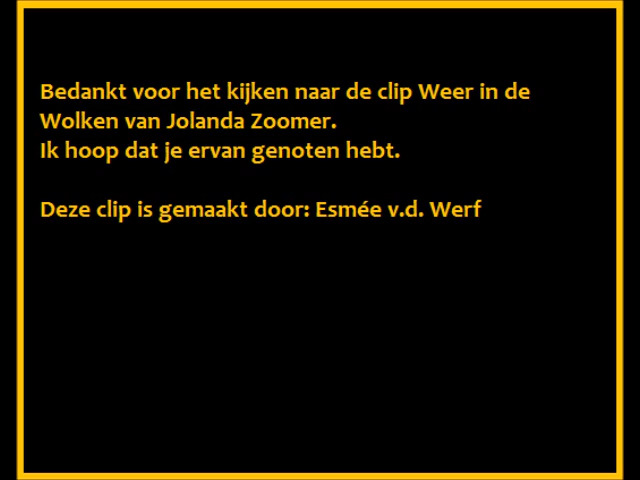 Bedankt voor het kijken naar de clip Weer in de
Wolken van Jolanda Zoomer.
Ik hoop dat je ervan genoten hebt.
Deze clip is gemaakt door: Esmée v.d. Werf